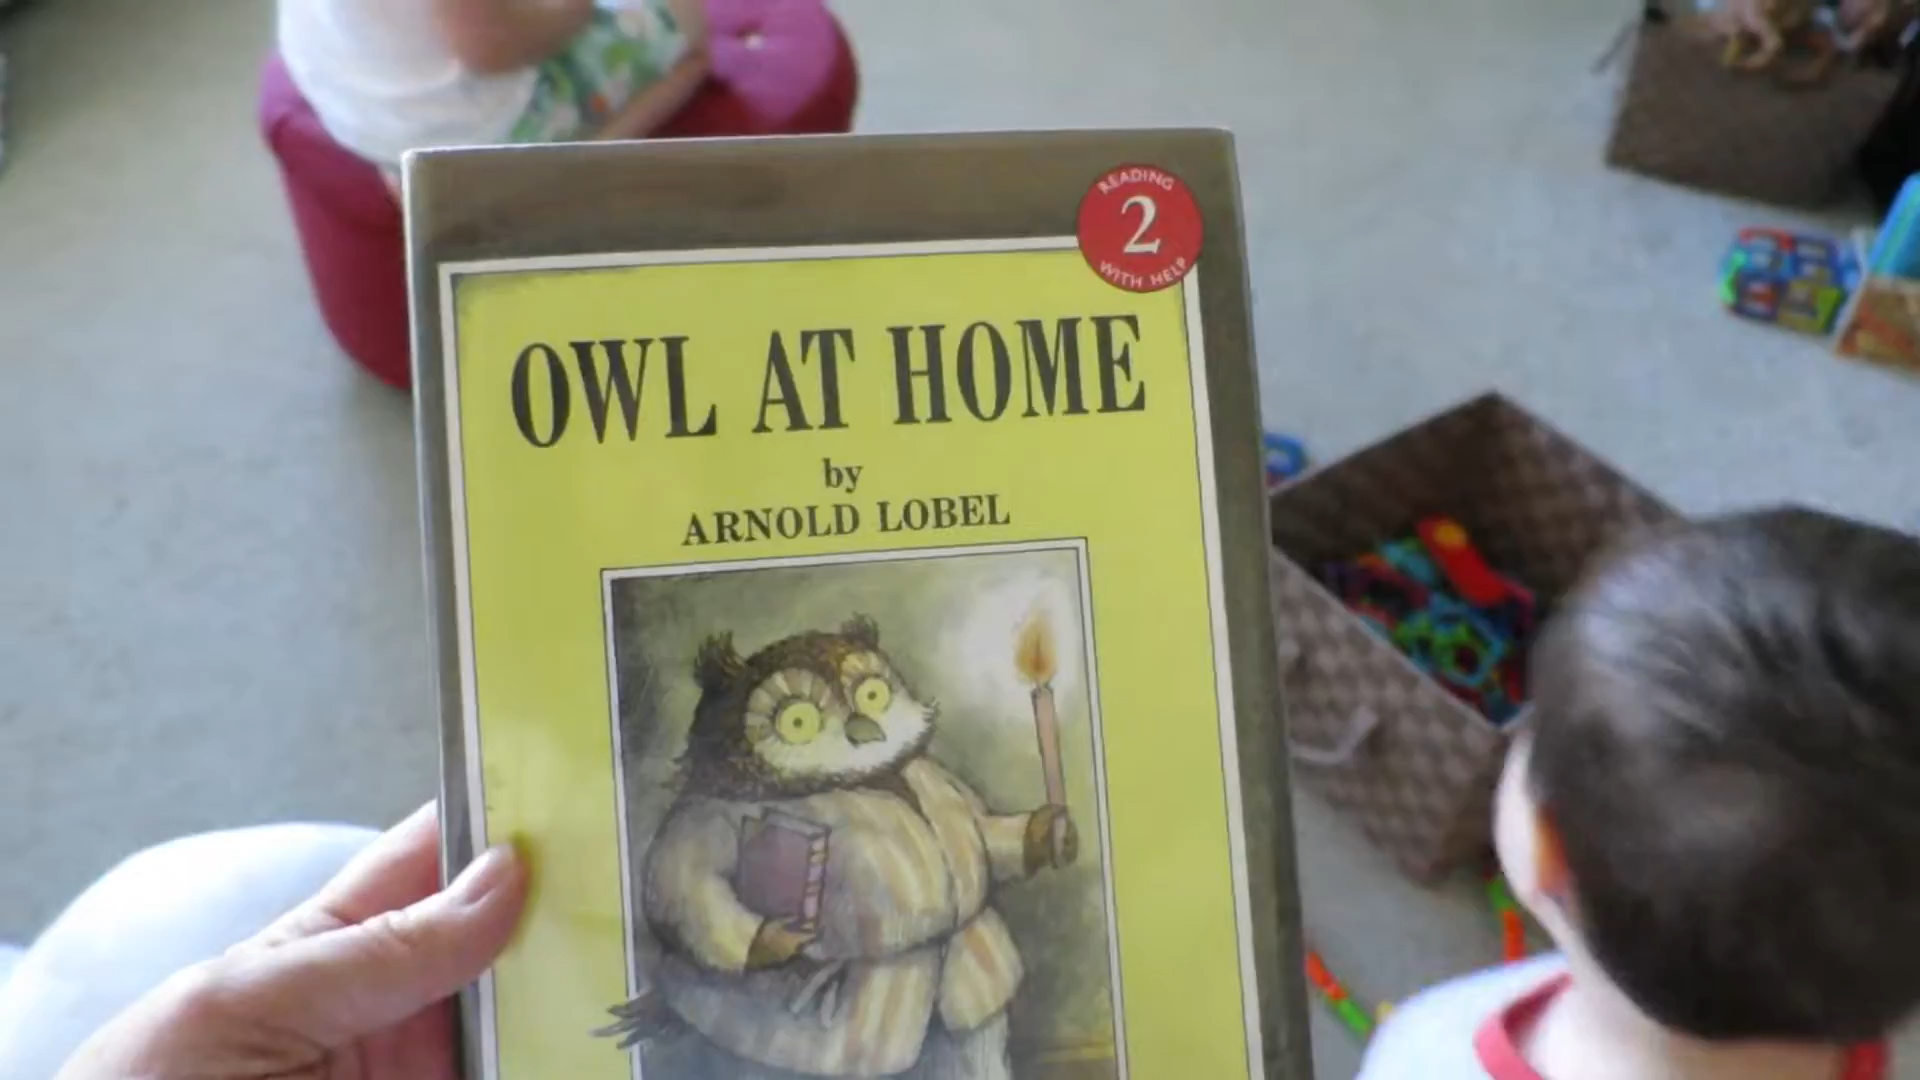 READING
2
WITH HELP
OWL AT HOME
by
ARNOLD LOBEL